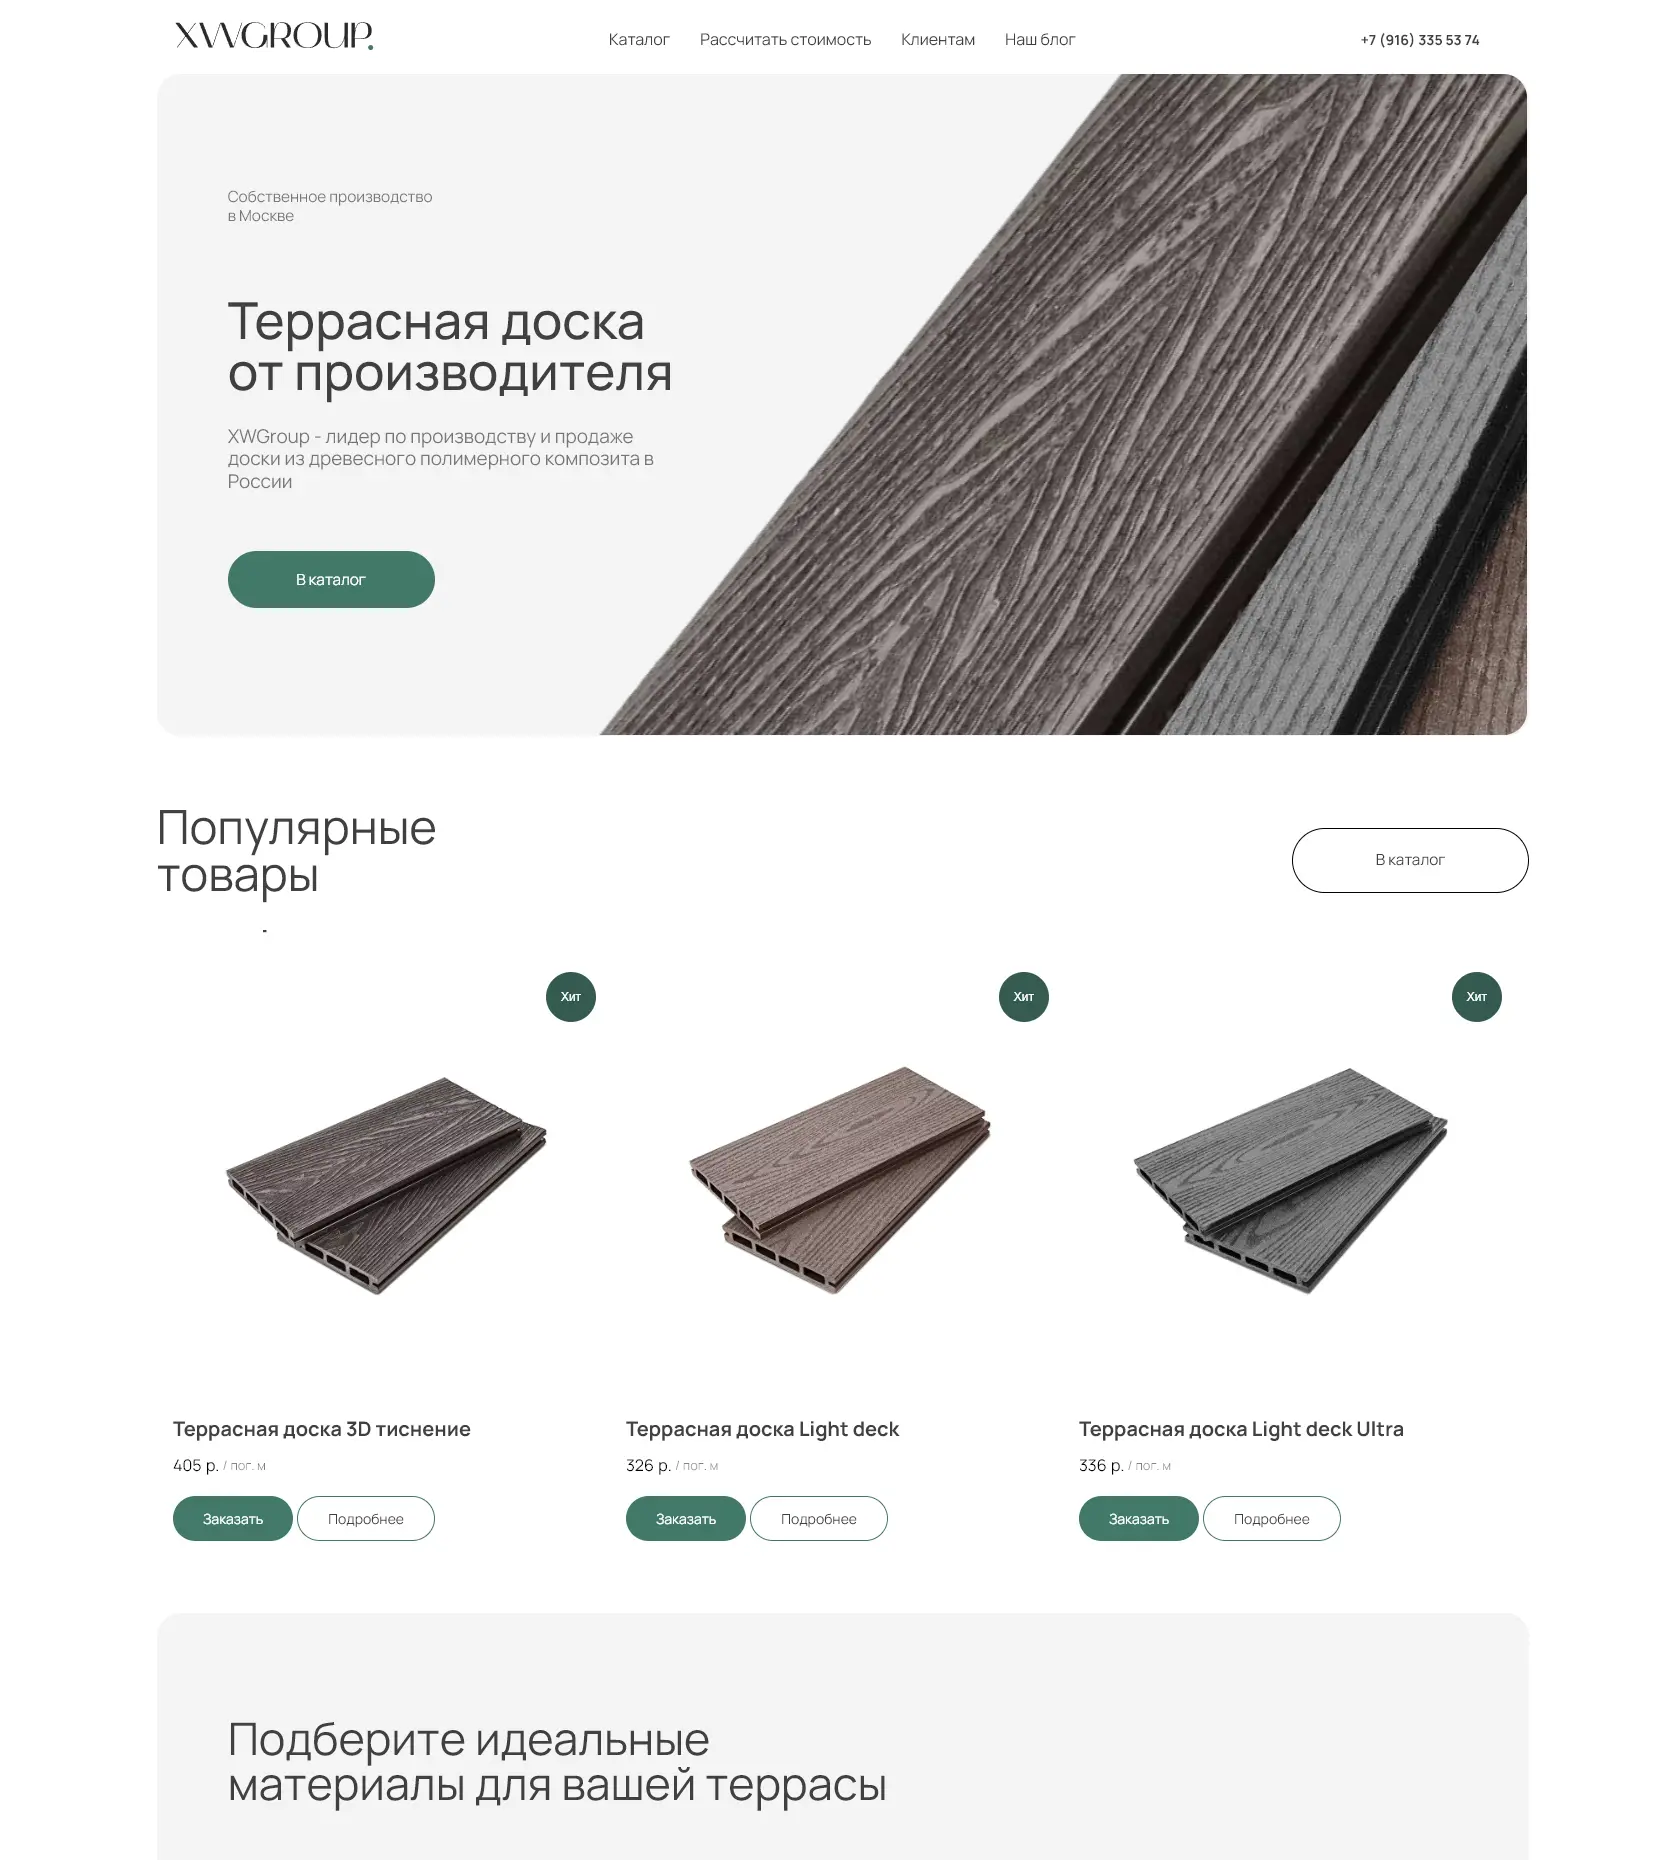 XWGROUP.
Каталог
Рассчитать стоимость
Клиентам
Наш блог
+7 (916) 335 53 74
Собственное производство
в Москве
Террасная доска
от производителя
XWGroup - лидер по производству и продаже
доски из древесного полимерного композита в
России
В каталог
Популярные
товары
В каталог
Хит
Хит
Хит
Террасная доска 3D тиснение
405 р. / пог. м
Заказать
Подробнее
Террасная доска Light deck
326 р. / пог. м
Заказать
Подробнее
Террасная доска Light deck Ultra
336 р. / пог. м
Заказать
Подробнее
Подберите идеальные
материалы для вашей террасы